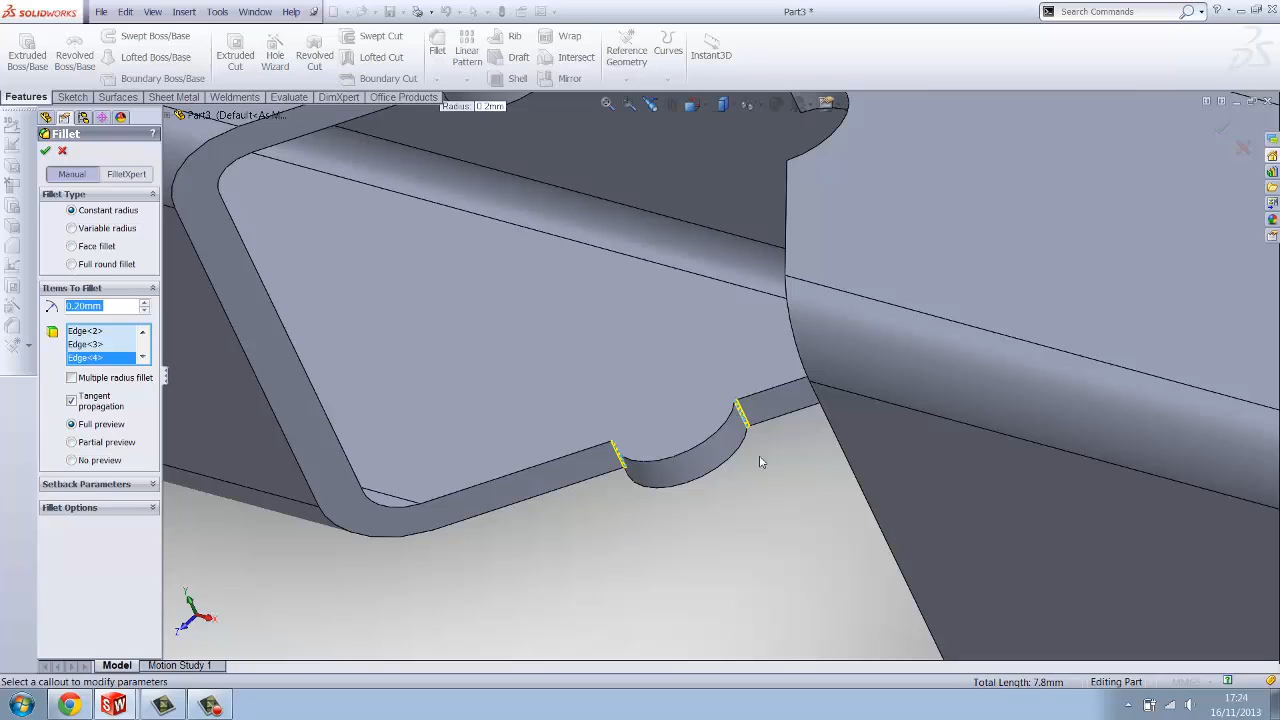 SOLIDWORKS File Edit View Insert Tools Window Help Part3 * Search Commands
Extruded Boss/Base
Revolved Boss/Base
Swept Boss/Base
Lofted Boss/Base
Boundary Boss/Base
Extruded Cut
Hole Wizard
Revolved Cut
Swept Cut
Lofted Cut
Boundary Cut
Fillet
Linear Pattern
Rib
Draft
Shell
Wrap
Intersect
Mirror
Reference Geometry
Curves
Instant3D
Features Sketch Surfaces Sheet Metal Weldments Evaluate DimXpert Office Products
Radius: 0.2mm
Part3 (Default<As M...
Fillet ?
Manual FilletXpert
Fillet Type
Constant radius
Variable radius
Face fillet
Full round fillet
Items To Fillet
0.20mm
Edge<2>
Edge<3>
Edge<4>
Multiple radius fillet
Tangent
propagation
Full preview
Partial preview
No preview
Setback Parameters
Fillet Options
Y
X
Z
Model Motion Study 1
Select a callout to modify parameters Total Length: 7.8mm Editing Part MMGS ?
17:24
16/11/2013